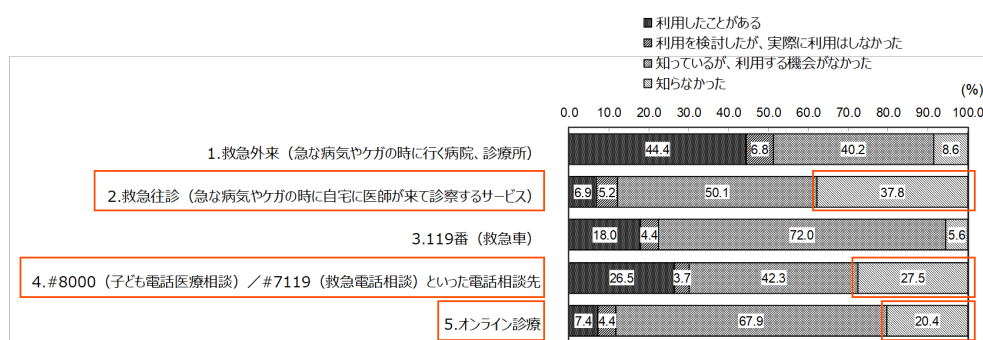 ■利用したことがある
■利用を検討したが、実際に利用はしなかった
■知っているが、利用する機会がなかった
■知らなかった
(%)
0.0 10.0 20.0 30.0 40.0 50.0 60.0 70.0 80.0 90.0 100.0
1.救急外来（急な病気やケガの時に行く病院、診療所） 44.4 6.8 40.2 8.6
2.救急往診（急な病気やケガの時に自宅に医師が来て診察するサービス） 6.9 5.2 50.1 37.8
3.119番（救急車） 18.0 4.4 72.0 5.6
4.#8000（子ども電話医療相談）／#7119（救急電話相談）といった電話相談先 26.5 3.7 42.3 27.5
5.オンライン診療 7.4 4.4 67.9 20.4